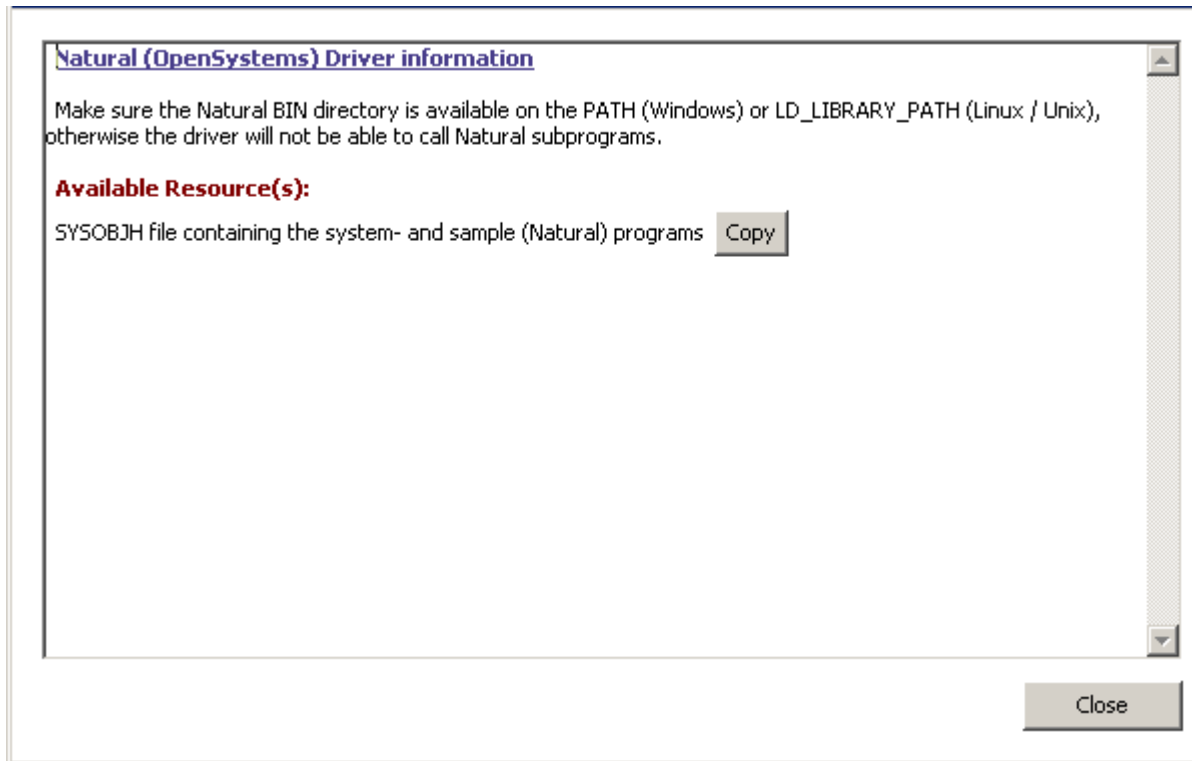 Natural (OpenSystems) Driver information
Make sure the Natural BIN directory is available on the PATH (Windows) or LD_LIBRARY_PATH (Linux / Unix),
otherwise the driver will not be able to call Natural subprograms.
Available Resource(s):
SYSOBJH file containing the system- and sample (Natural) programs Copy
Close